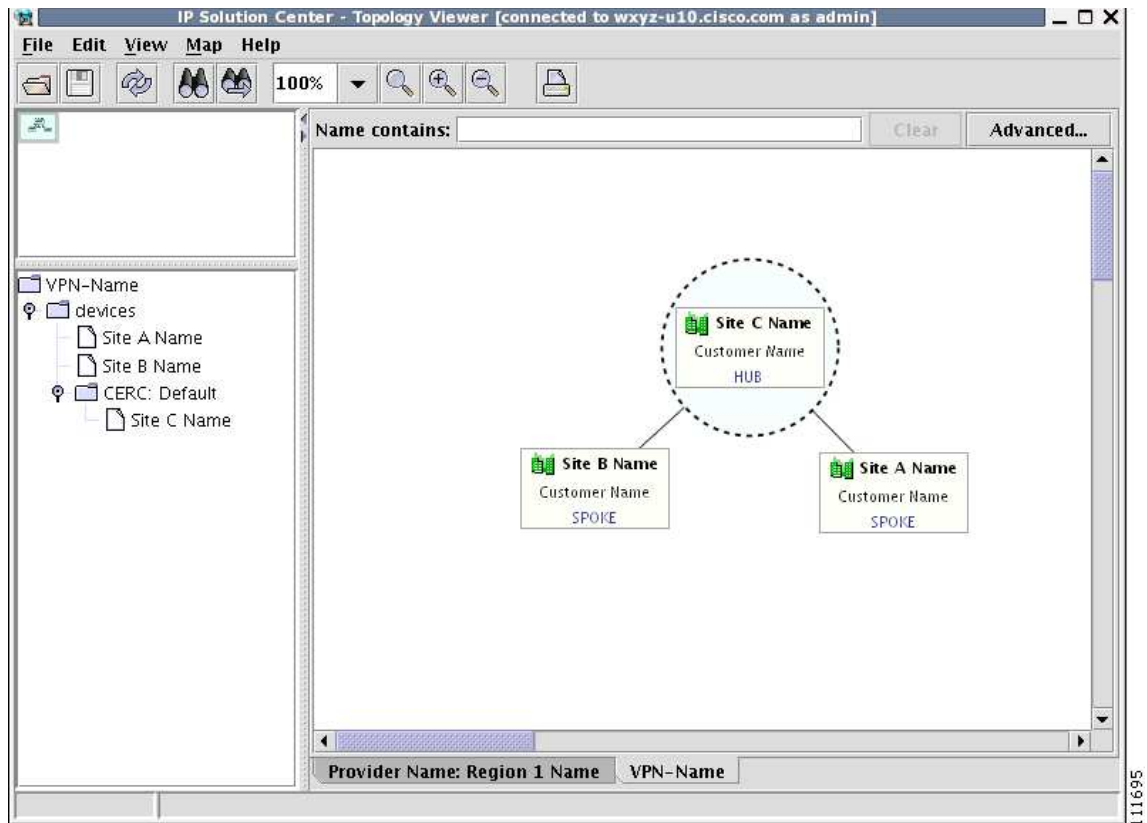 IP Solution Center - Topology Viewer [connected to wxyz-u10.cisco.com as admin]
File Edit View Map Help
100%
Name contains: Clear Advanced...
VPN-Name
devices
Site A Name
Site B Name
CERC: Default
Site C Name
Site C Name
Customer Name
HUB
Site B Name
Customer Name
SPOKE
Site A Name
Customer Name
SPOKE
Provider Name: Region 1 Name VPN-Name
111695